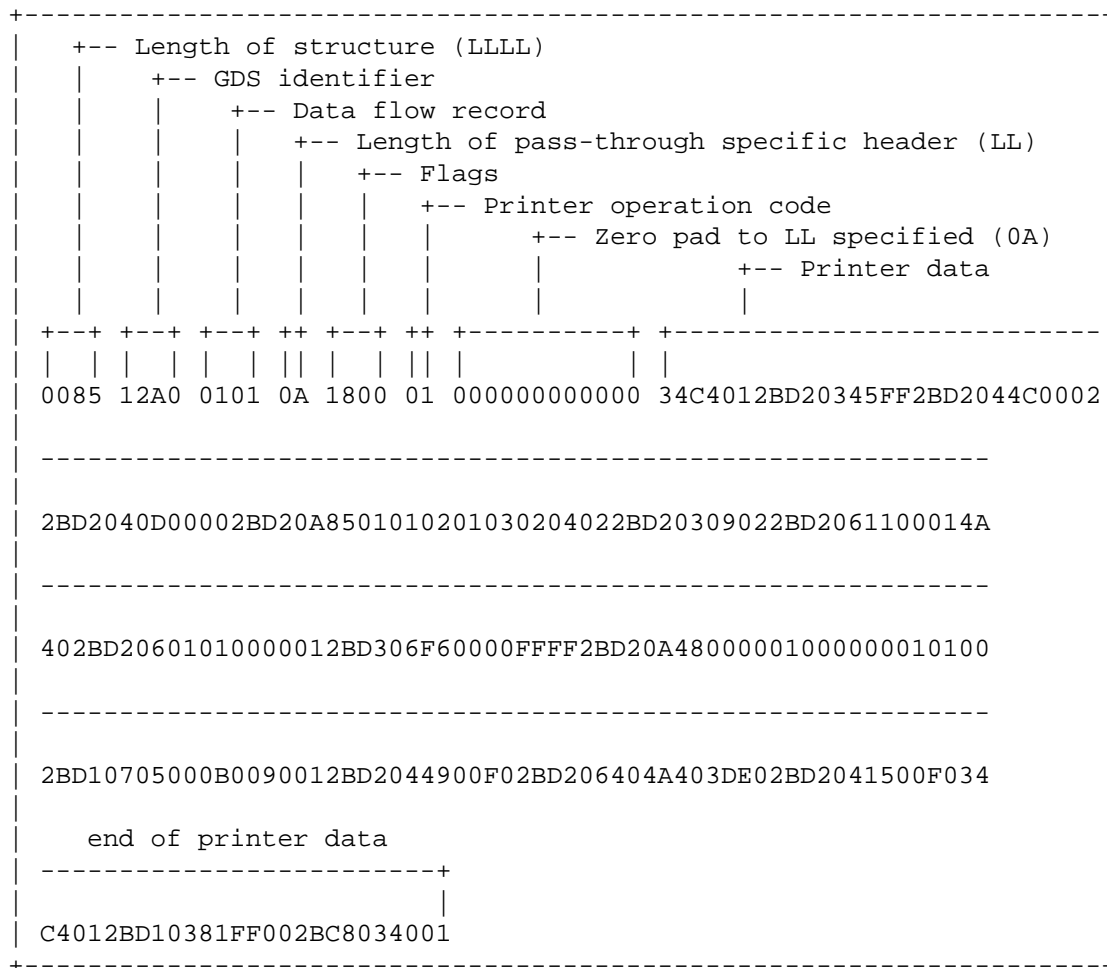 +---------------------------------------------------------------------
|   +-- Length of structure (LLLL)
|   |    +-- GDS identifier
|   |    |    +-- Data flow record
|   |    |    |   +-- Length of pass-through specific header (LL)
|   |    |    |   |   +-- Flags
|   |    |    |   |   |   +-- Printer operation code
|   |    |    |   |   |   |      +-- Zero pad to LL specified (0A)
|   |    |    |   |   |   |      |            +-- Printer data
|   |    |    |   |   |   |      |            |
| +--+ +--+ +--+ ++ +--+ ++ +----------+ +---------------------------
| |  | |  | |  | || |  | || |          | |
| 0085 12A0 0101 0A 1800 01 000000000000 34C4012BD20345FF2BD2044C0002
|
| ------------------------------------------------------------
|
| 2BD2040D00002BD20A8501010201030204022BD20309022BD2061100014A
|
| ------------------------------------------------------------
|
| 402BD20601010000012BD306F60000FFFF2BD20A48000001000000010100
|
| ------------------------------------------------------------
|
| 2BD10705000B0090012BD2044900F02BD206404A403DE02BD2041500F034
|
|    end of printer data
| -------------------------+
|                          |
| C4012BD10381FF002BC8034001
+---------------------------------------------------------------------